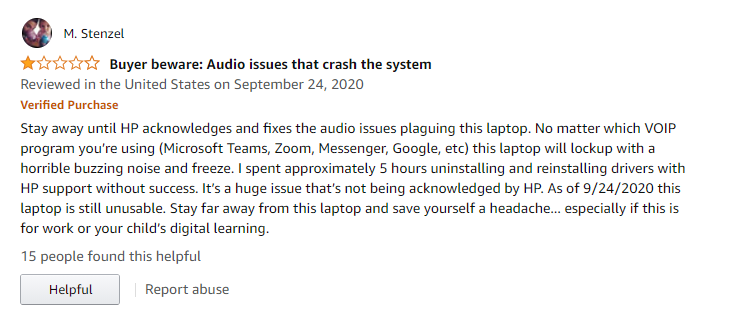 M. Stenzel
Buyer beware: Audio issues that crash the system
Reviewed in the United States on September 24, 2020
Verified Purchase
Stay away until HP acknowledges and fixes the audio issues plaguing this laptop. No matter which VOIP
program you're using (Microsoft Teams, Zoom, Messenger, Google, etc) this laptop will lockup with a
horrible buzzing noise and freeze. I spent approximately 5 hours uninstalling and reinstalling drivers with
HP support without success. It's a huge issue that's not being acknowledged by HP. As of 9/24/2020 this
laptop is still unusable. Stay far away from this laptop and save yourself a headache... especially if this is
for work or your child's digital learning.
15 people found this helpful
Helpful
Report abuse